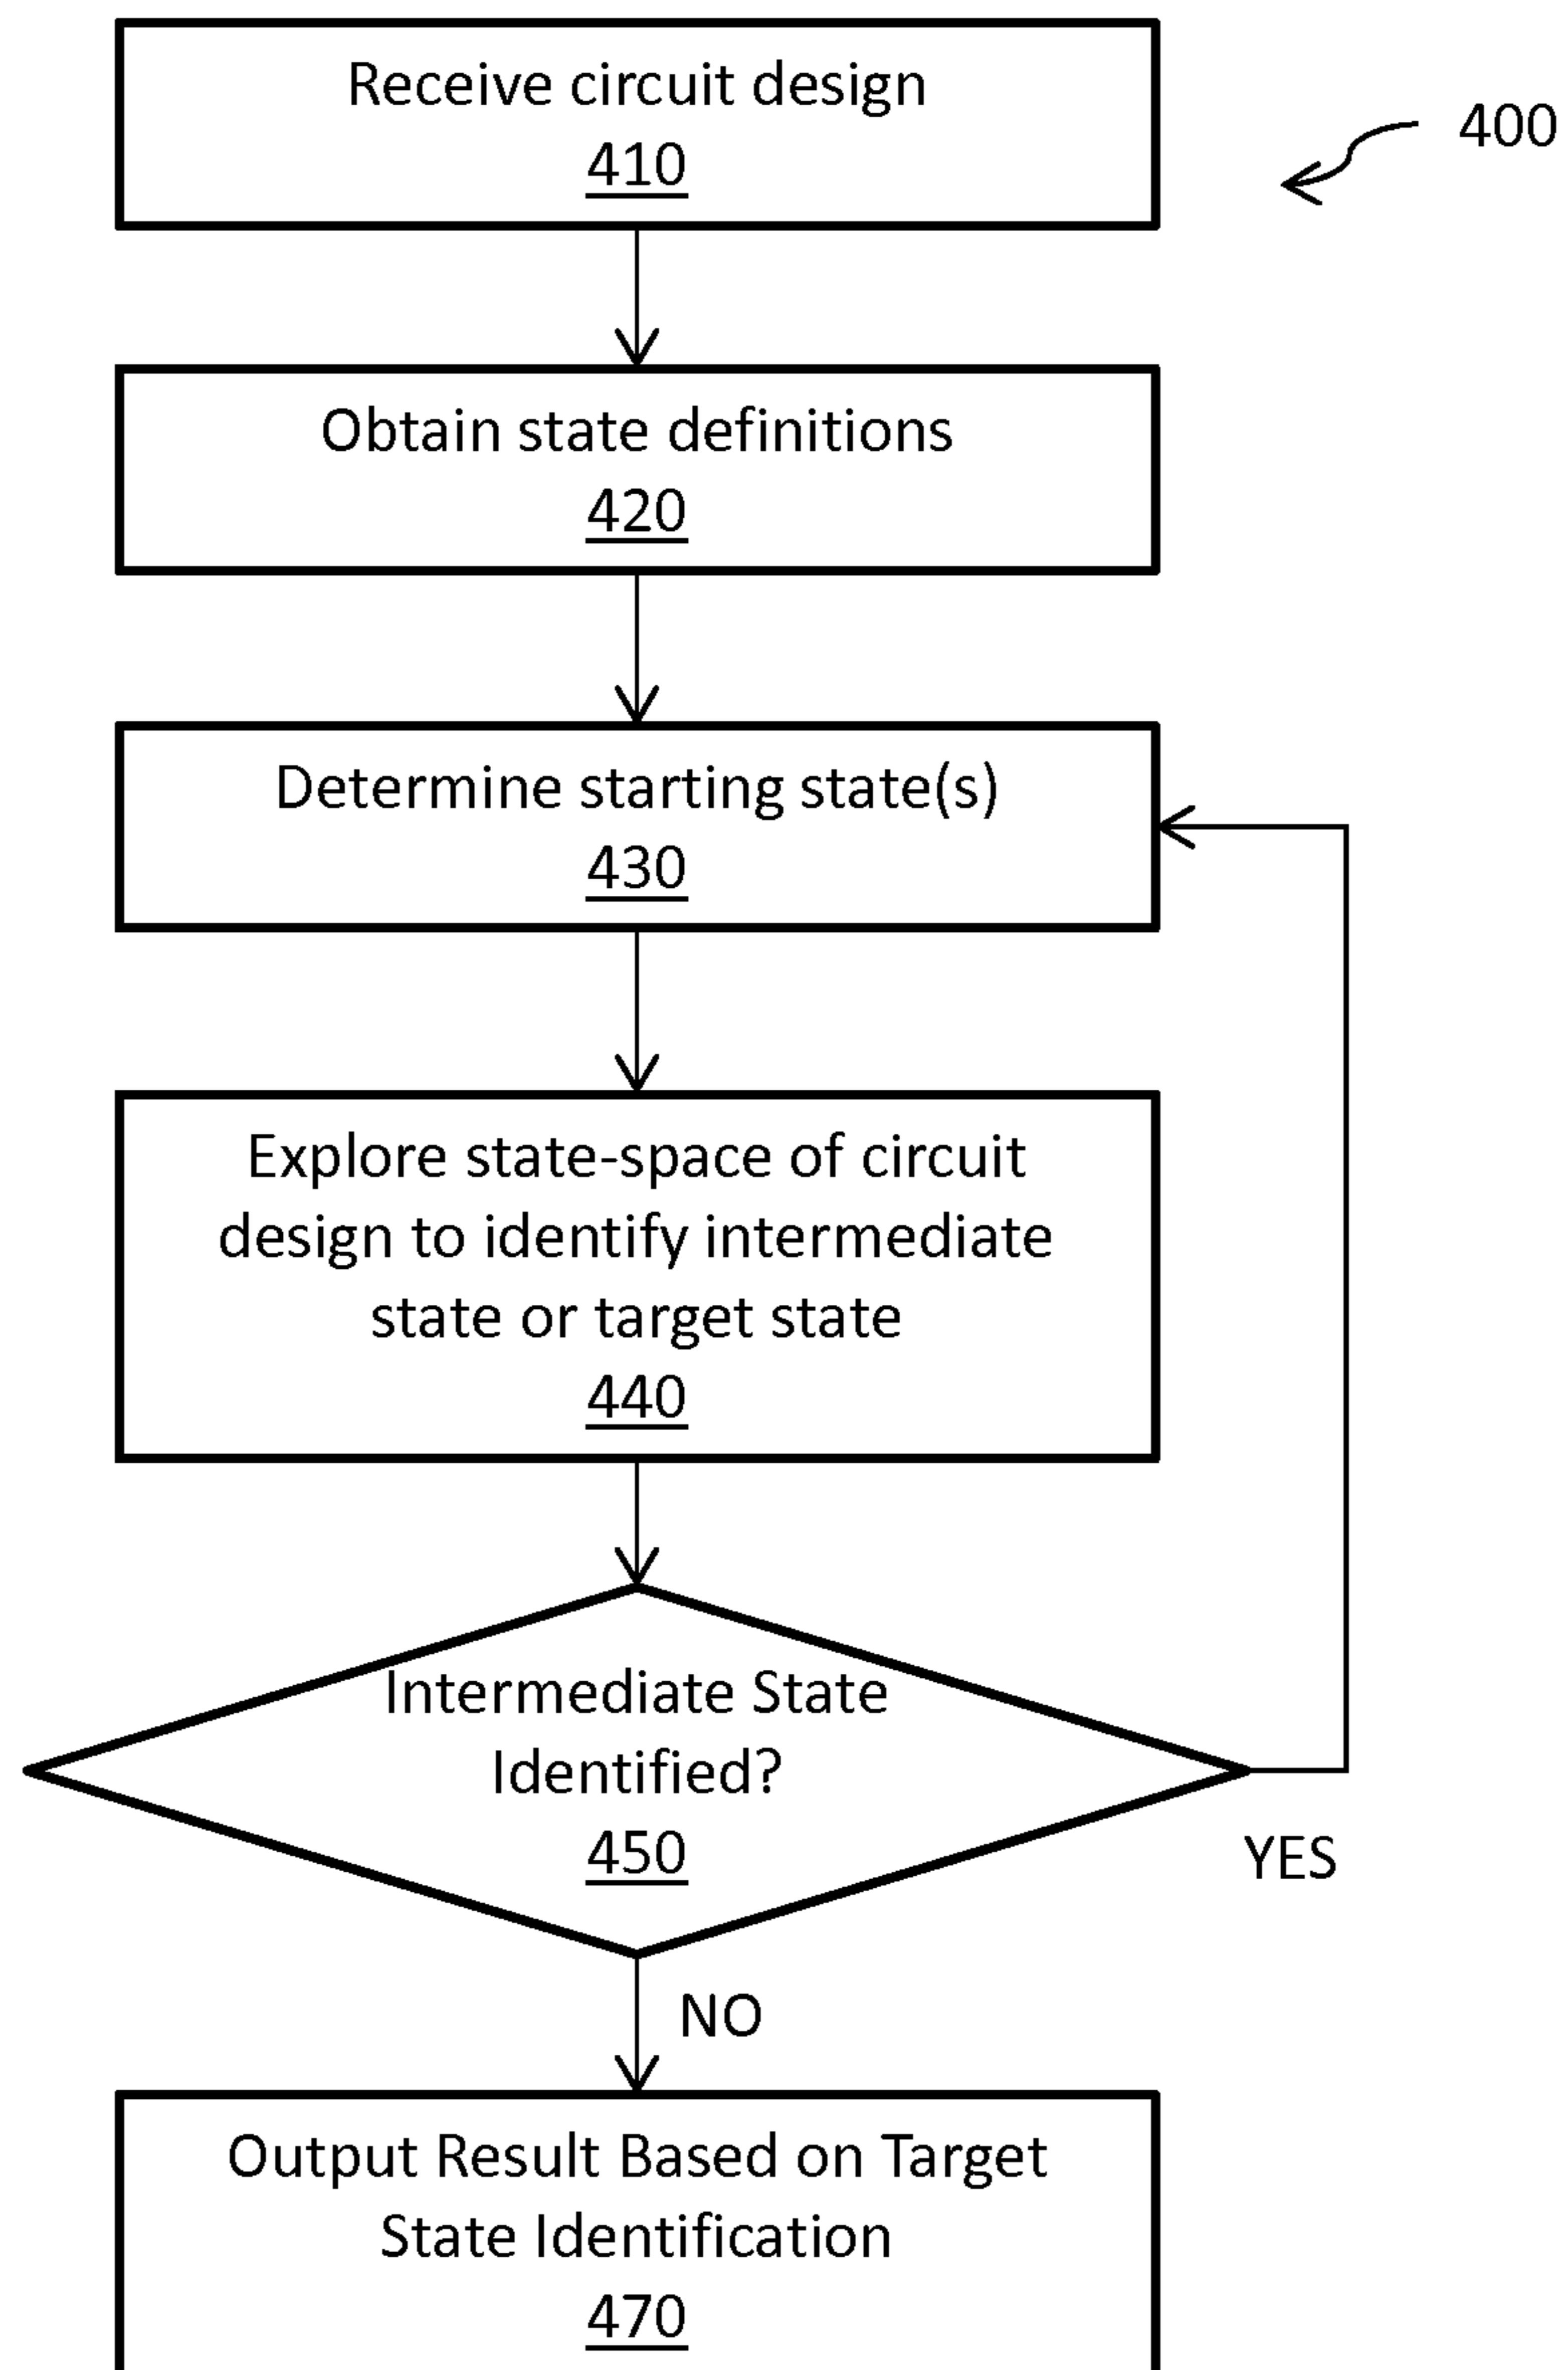 Receive circuit design
410
400
Obtain state definitions
420
Determine starting state(s)
430
Explore state-space of circuit
design to identify intermediate
state or target state
440
Intermediate State
Identified?
450
YES
NO
Output Result Based on Target
State Identification
470